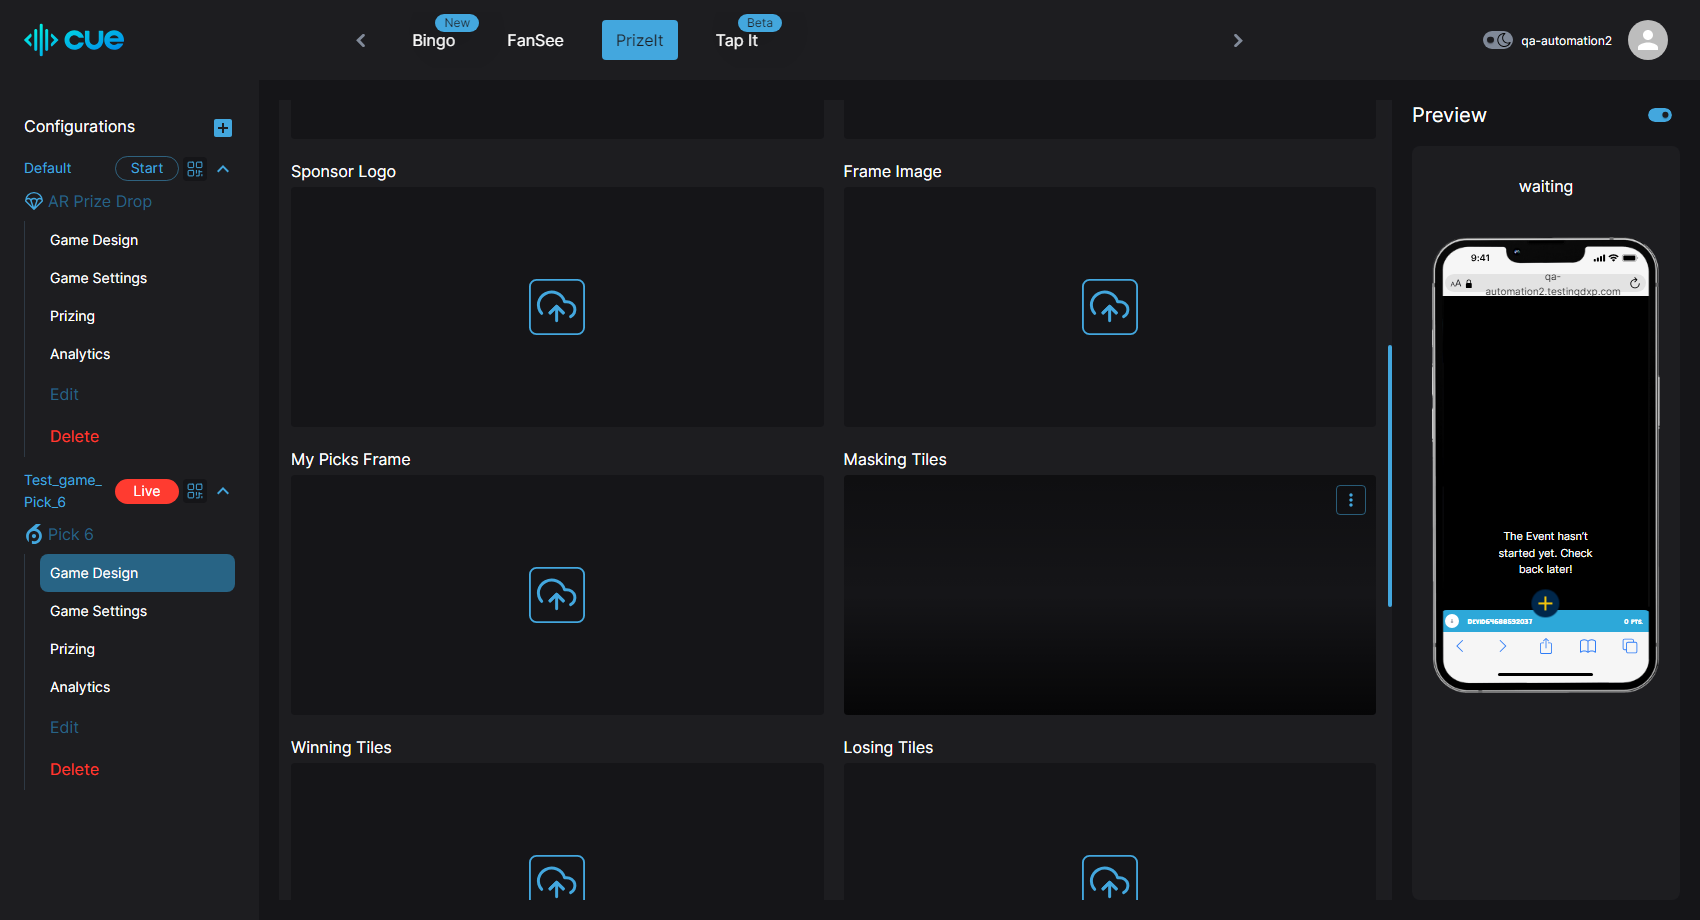 cue
New
Bingo
FanSee
PrizeIt
Beta
Tap It
qa-automation2
Configurations
Default
Start
AR Prize Drop
Game Design
Game Settings
Prizing
Analytics
Edit
Delete
Test_game_
Pick_6
Live
Pick 6
Game Design
Game Settings
Prizing
Analytics
Edit
Delete
Sponsor Logo
Frame Image
My Picks Frame
Masking Tiles
Winning Tiles
Losing Tiles
Preview
waiting
9:41
AA
qa-
automation2.testingdxp.com
The Event hasn't
started yet. Check
back later!
0 PTS.